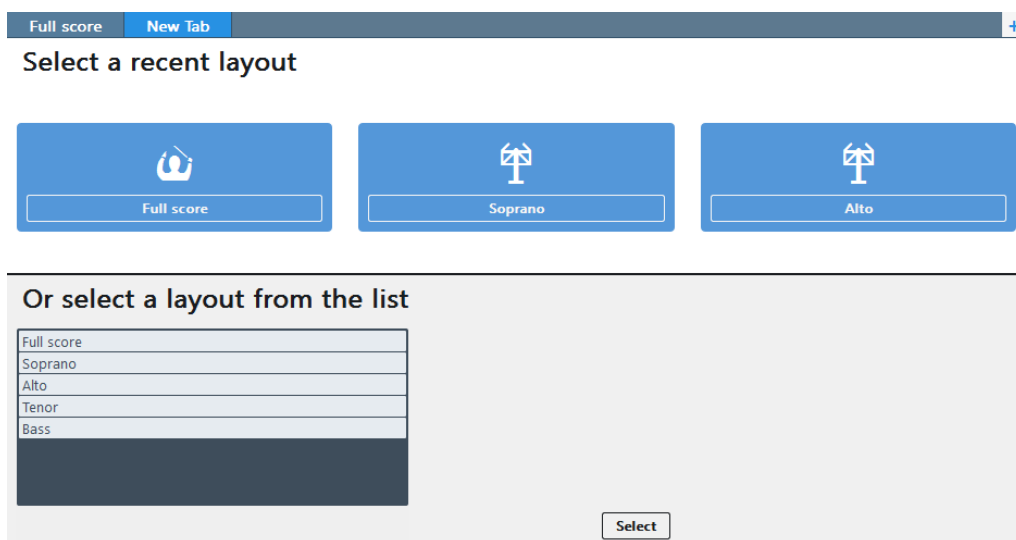 Full score New Tab +
Select a recent layout
Full score Soprano Alto
Or select a layout from the list
Full score
Soprano
Alto
Tenor
Bass
Select